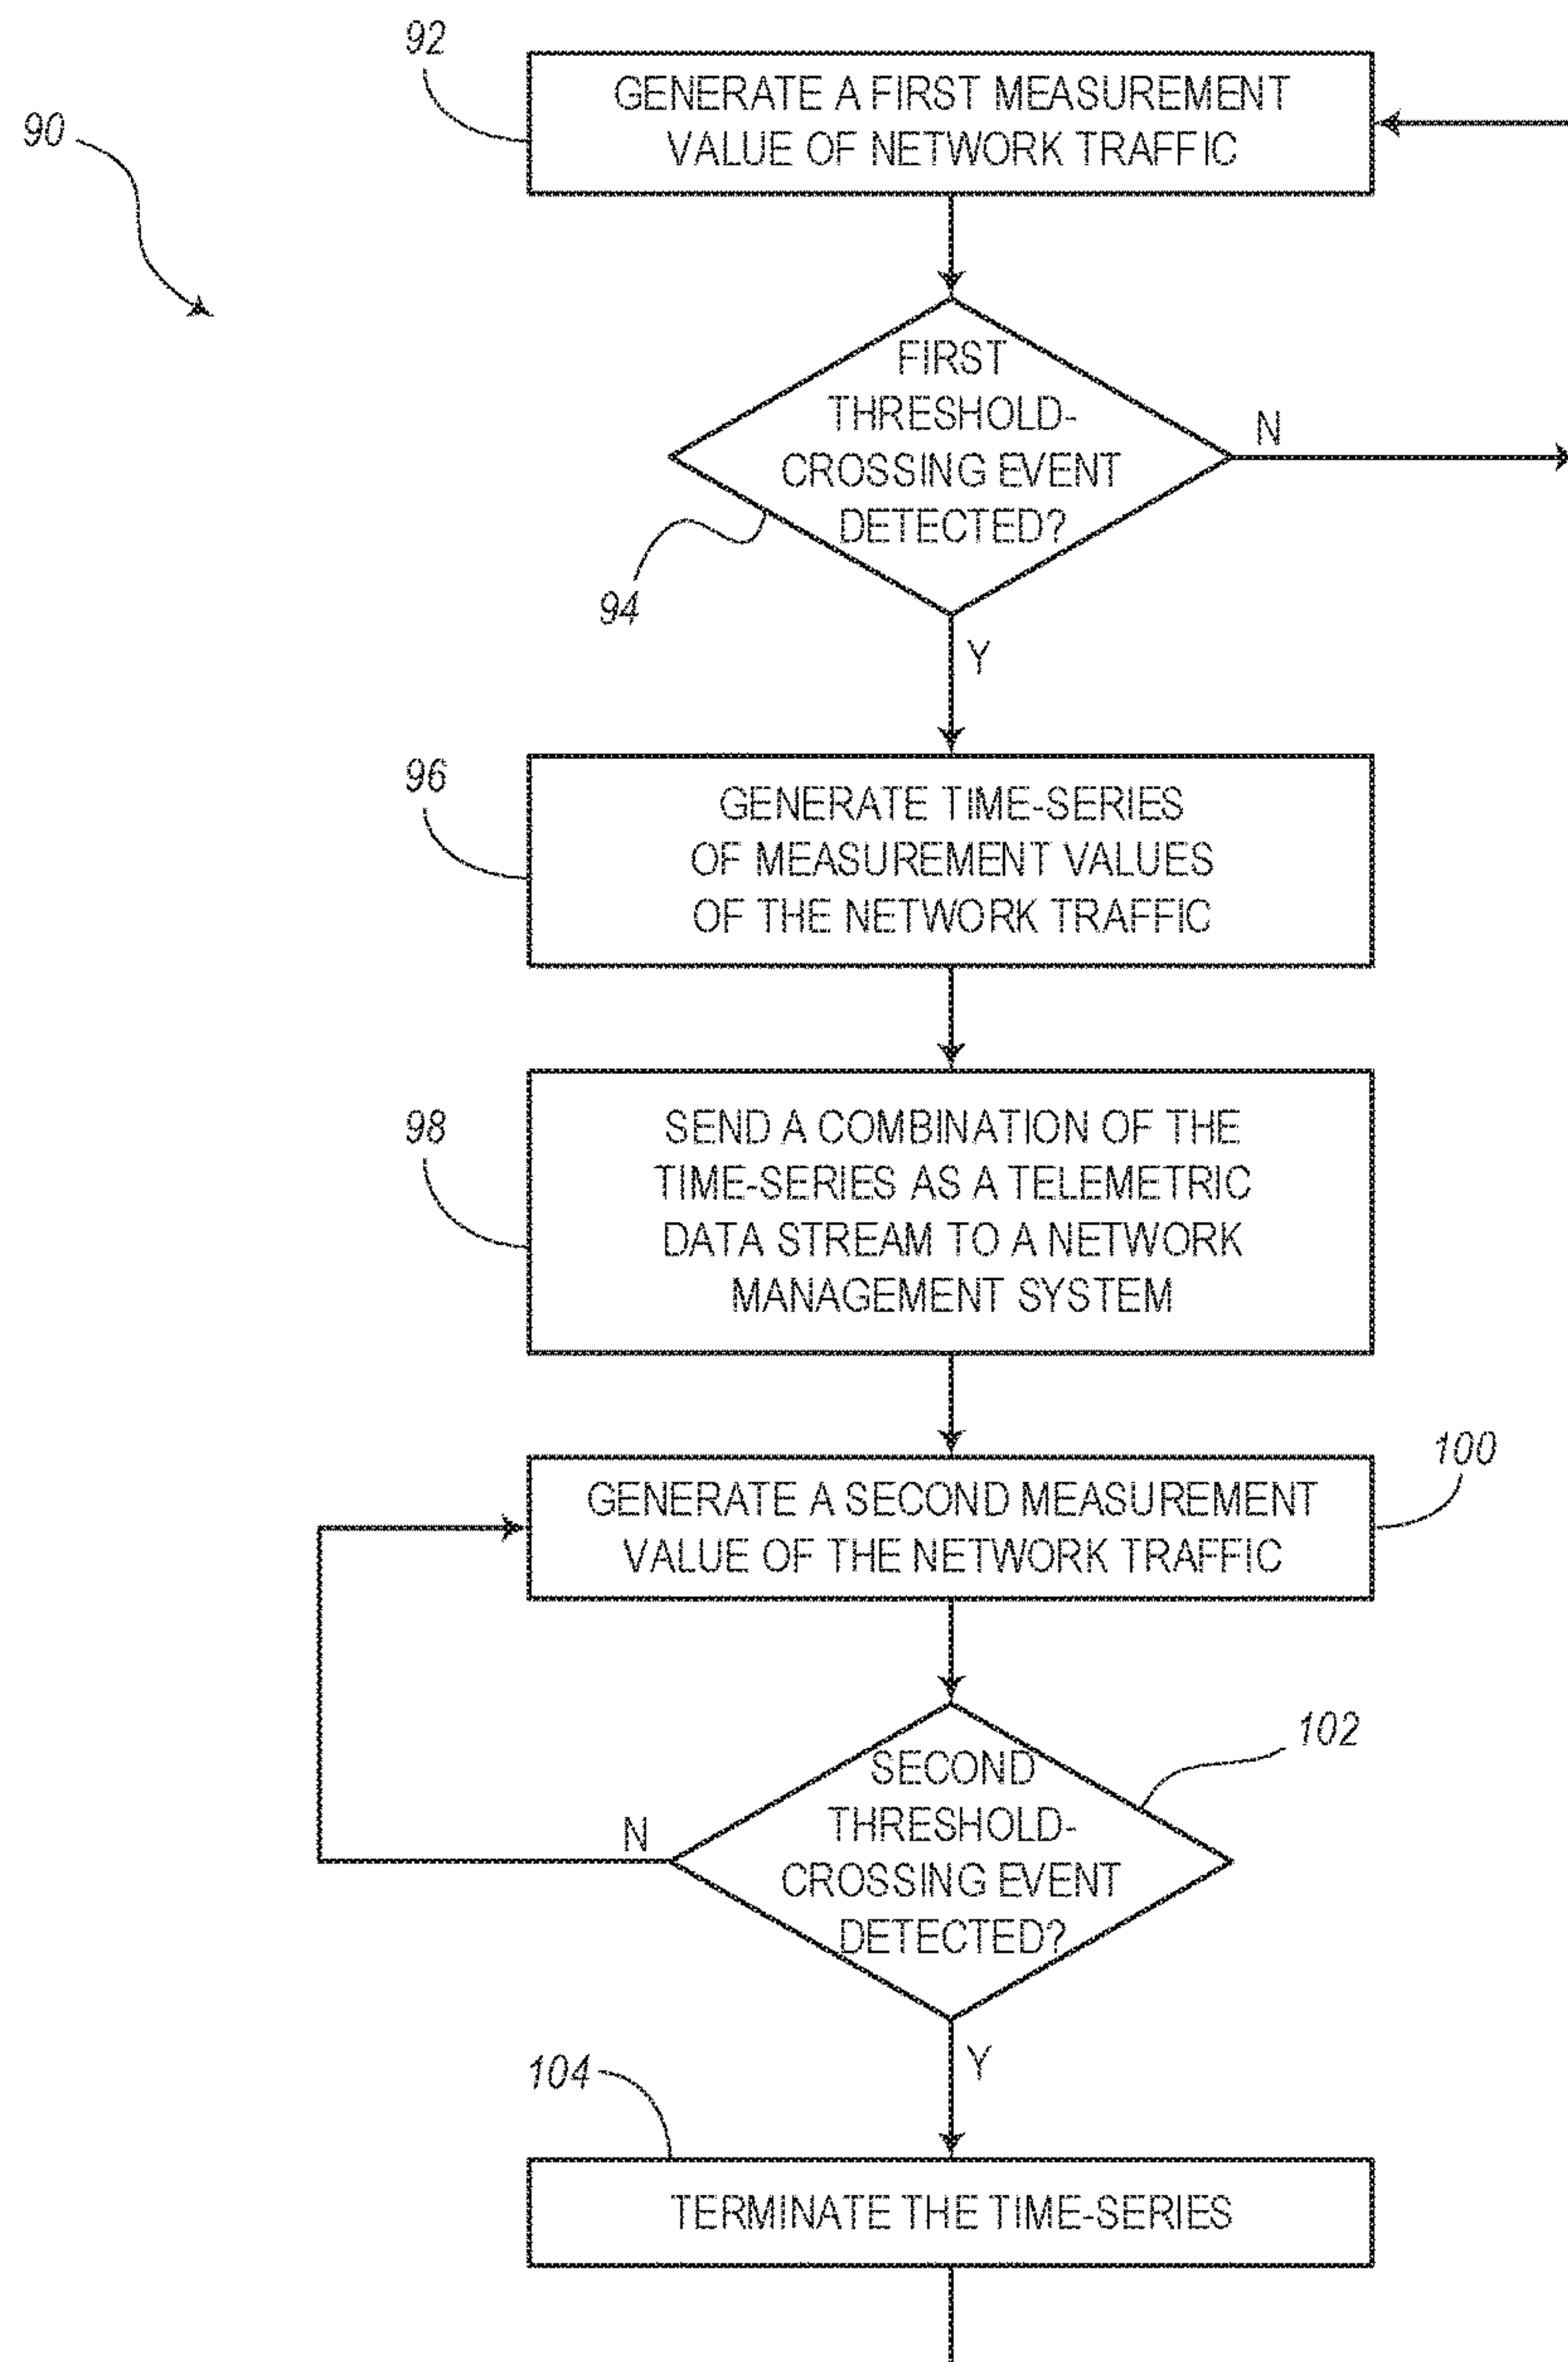 92
GENERATE A FIRST MEASUREMENT
VALUE OF NETWORK TRAFFIC
90
FIRST
THRESHOLD-
CROSSING EVENT
DETECTED?
N
94
Y
96
GENERATE TIME-SERIES
OF MEASUREMENT VALUES
OF THE NETWORK TRAFFIC
98
SEND A COMBINATION OF THE
TIME-SERIES AS A TELEMETRIC
DATA STREAM TO A NETWORK
MANAGEMENT SYSTEM
100
GENERATE A SECOND MEASUREMENT
VALUE OF THE NETWORK TRAFFIC
102
SECOND
THRESHOLD-
CROSSING EVENT
DETECTED?
N
Y
104
TERMINATE THE TIME-SERIES